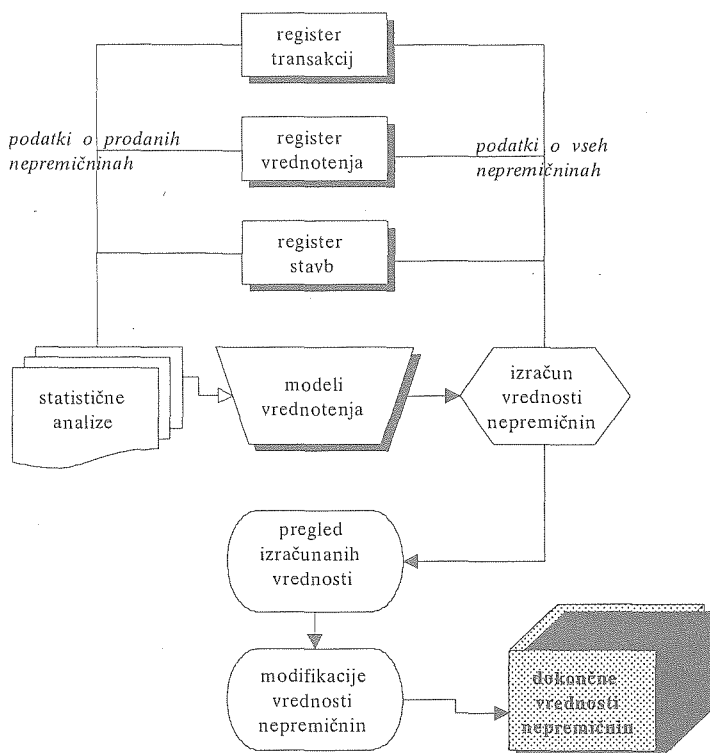 register
transakcij
podatki o prodanih
nepremičninah
register
vrednotenja
podatki o vseh
nepremičninah
register
stavb
statistične
analize
modeli
vrednotenja
izračun
vrednosti
nepremičnin
pregled
izračunanih
vrednosti
modifikacije
vrednosti
nepremičnin
dokončne
vrednosti
nepremičnin